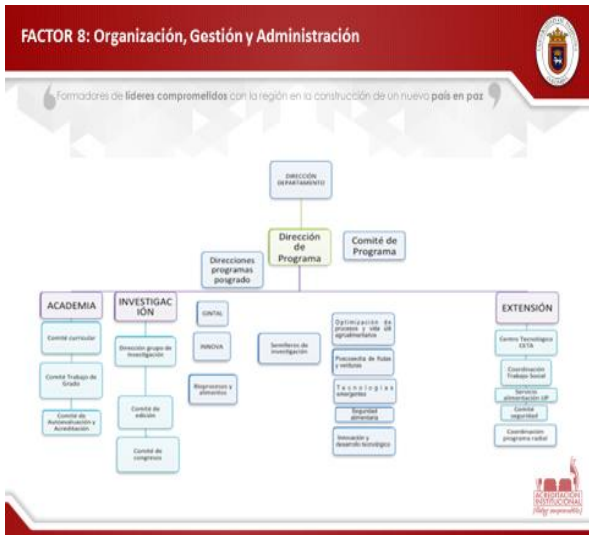 FACTOR 8: Organización, Gestión y Administración
Formadores de líderes comprometidos con la región en la construcción de un nuevo país en paz
DIRECCIÓN
DEPARTAMENTO
Dirección
de
Programa
Comité de
Programa
Direcciones
programas
posgrado
ACADEMIA
Comité curricular
Comité Trabajo de
Grado
Comité de
Autoevaluación y
Acreditación
INVESTIGAC
IÓN
Dirección grupo de
Investigación
Comité de
edición
Comité de
congresos
GINTAL
INNOVA
Bioprocesos y
alimentos
Semilleros de
investigación
Optimización de
procesos y vida útil
agroalimentarios
Poscosecha de frutas
y verduras
Tecnologías
emergentes
Seguridad
alimentaria
Innovación y
desarrollo tecnológico
EXTENSIÓN
Centro Tecnológico
CETA
Coordinación
Trabajo Social
Servicio
alimentación UP
Comité
seguridad
Coordinación
programa radial
ACREDITACIÓN
INSTITUCIONAL